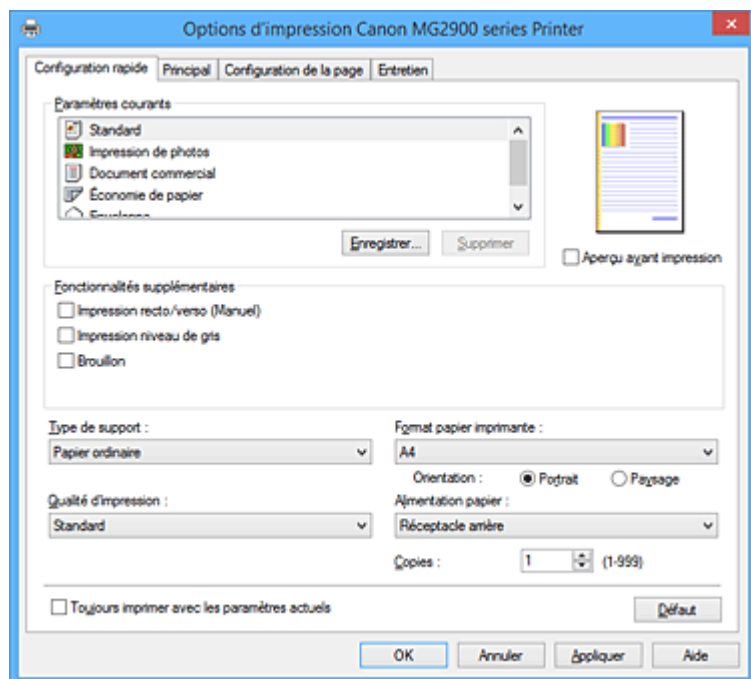 Options d'impression Canon MG2900 series Printer
Configuration rapide Principal Configuration de la page Entretien
Paramètres courants
Standard
Impression de photos
Document commercial
Économie de papier
Enregistrer... Supprimer
Aperçu avant impression
Fonctionnalités supplémentaires
Impression recto/verso (Manuel)
Impression niveau de gris
Brouillon
Type de support : Format papier imprimante :
Papier ordinaire A4
Orientation : Portrait Paysage
Qualité d'impression : Alimentation papier :
Standard Réceptacle arrière
Copies : 1 (1-999)
Toujours imprimer avec les paramètres actuels Défaut
OK Annuler Appliquer Aide